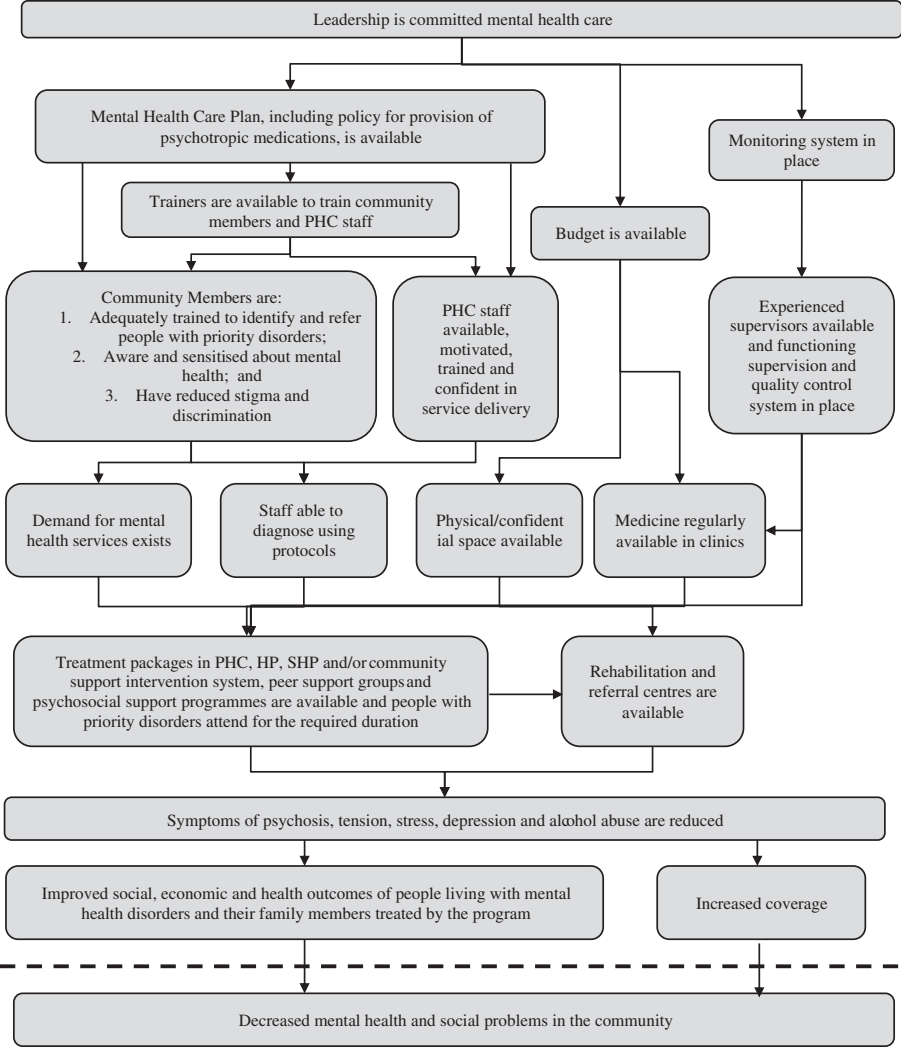 Leadership is committed mental health care
Mental Health Care Plan, including policy for provision of
psychotropic medications, is available
Monitoring system in
place
Trainers are available to train community
members and PHC staff
Budget is available
Community Members are:
1. Adequately trained to identify and refer
people with priority disorders;
2. Aware and sensitised about mental
health; and
3. Have reduced stigma and
discrimination
PHC staff
available,
motivated,
trained and
confident in
service delivery
Experienced
supervisors available
and functioning
supervision and
quality control
system in place
Demand for mental
health services exists
Staff able to
diagnose using
protocols
Physical/confident
ial space available
Medicine regularly
available in clinics
Treatment packages in PHC, HP, SHP and/or community
support intervention system, peer support groups and
psychosocial support programmes are available and people with
priority disorders attend for the required duration
Rehabilitation and
referral centres are
available
Symptoms of psychosis, tension, stress, depression and alcohol abuse are reduced
Improved social, economic and health outcomes of people living with mental
health disorders and their family members treated by the program
Increased coverage
Decreased mental health and social problems in the community